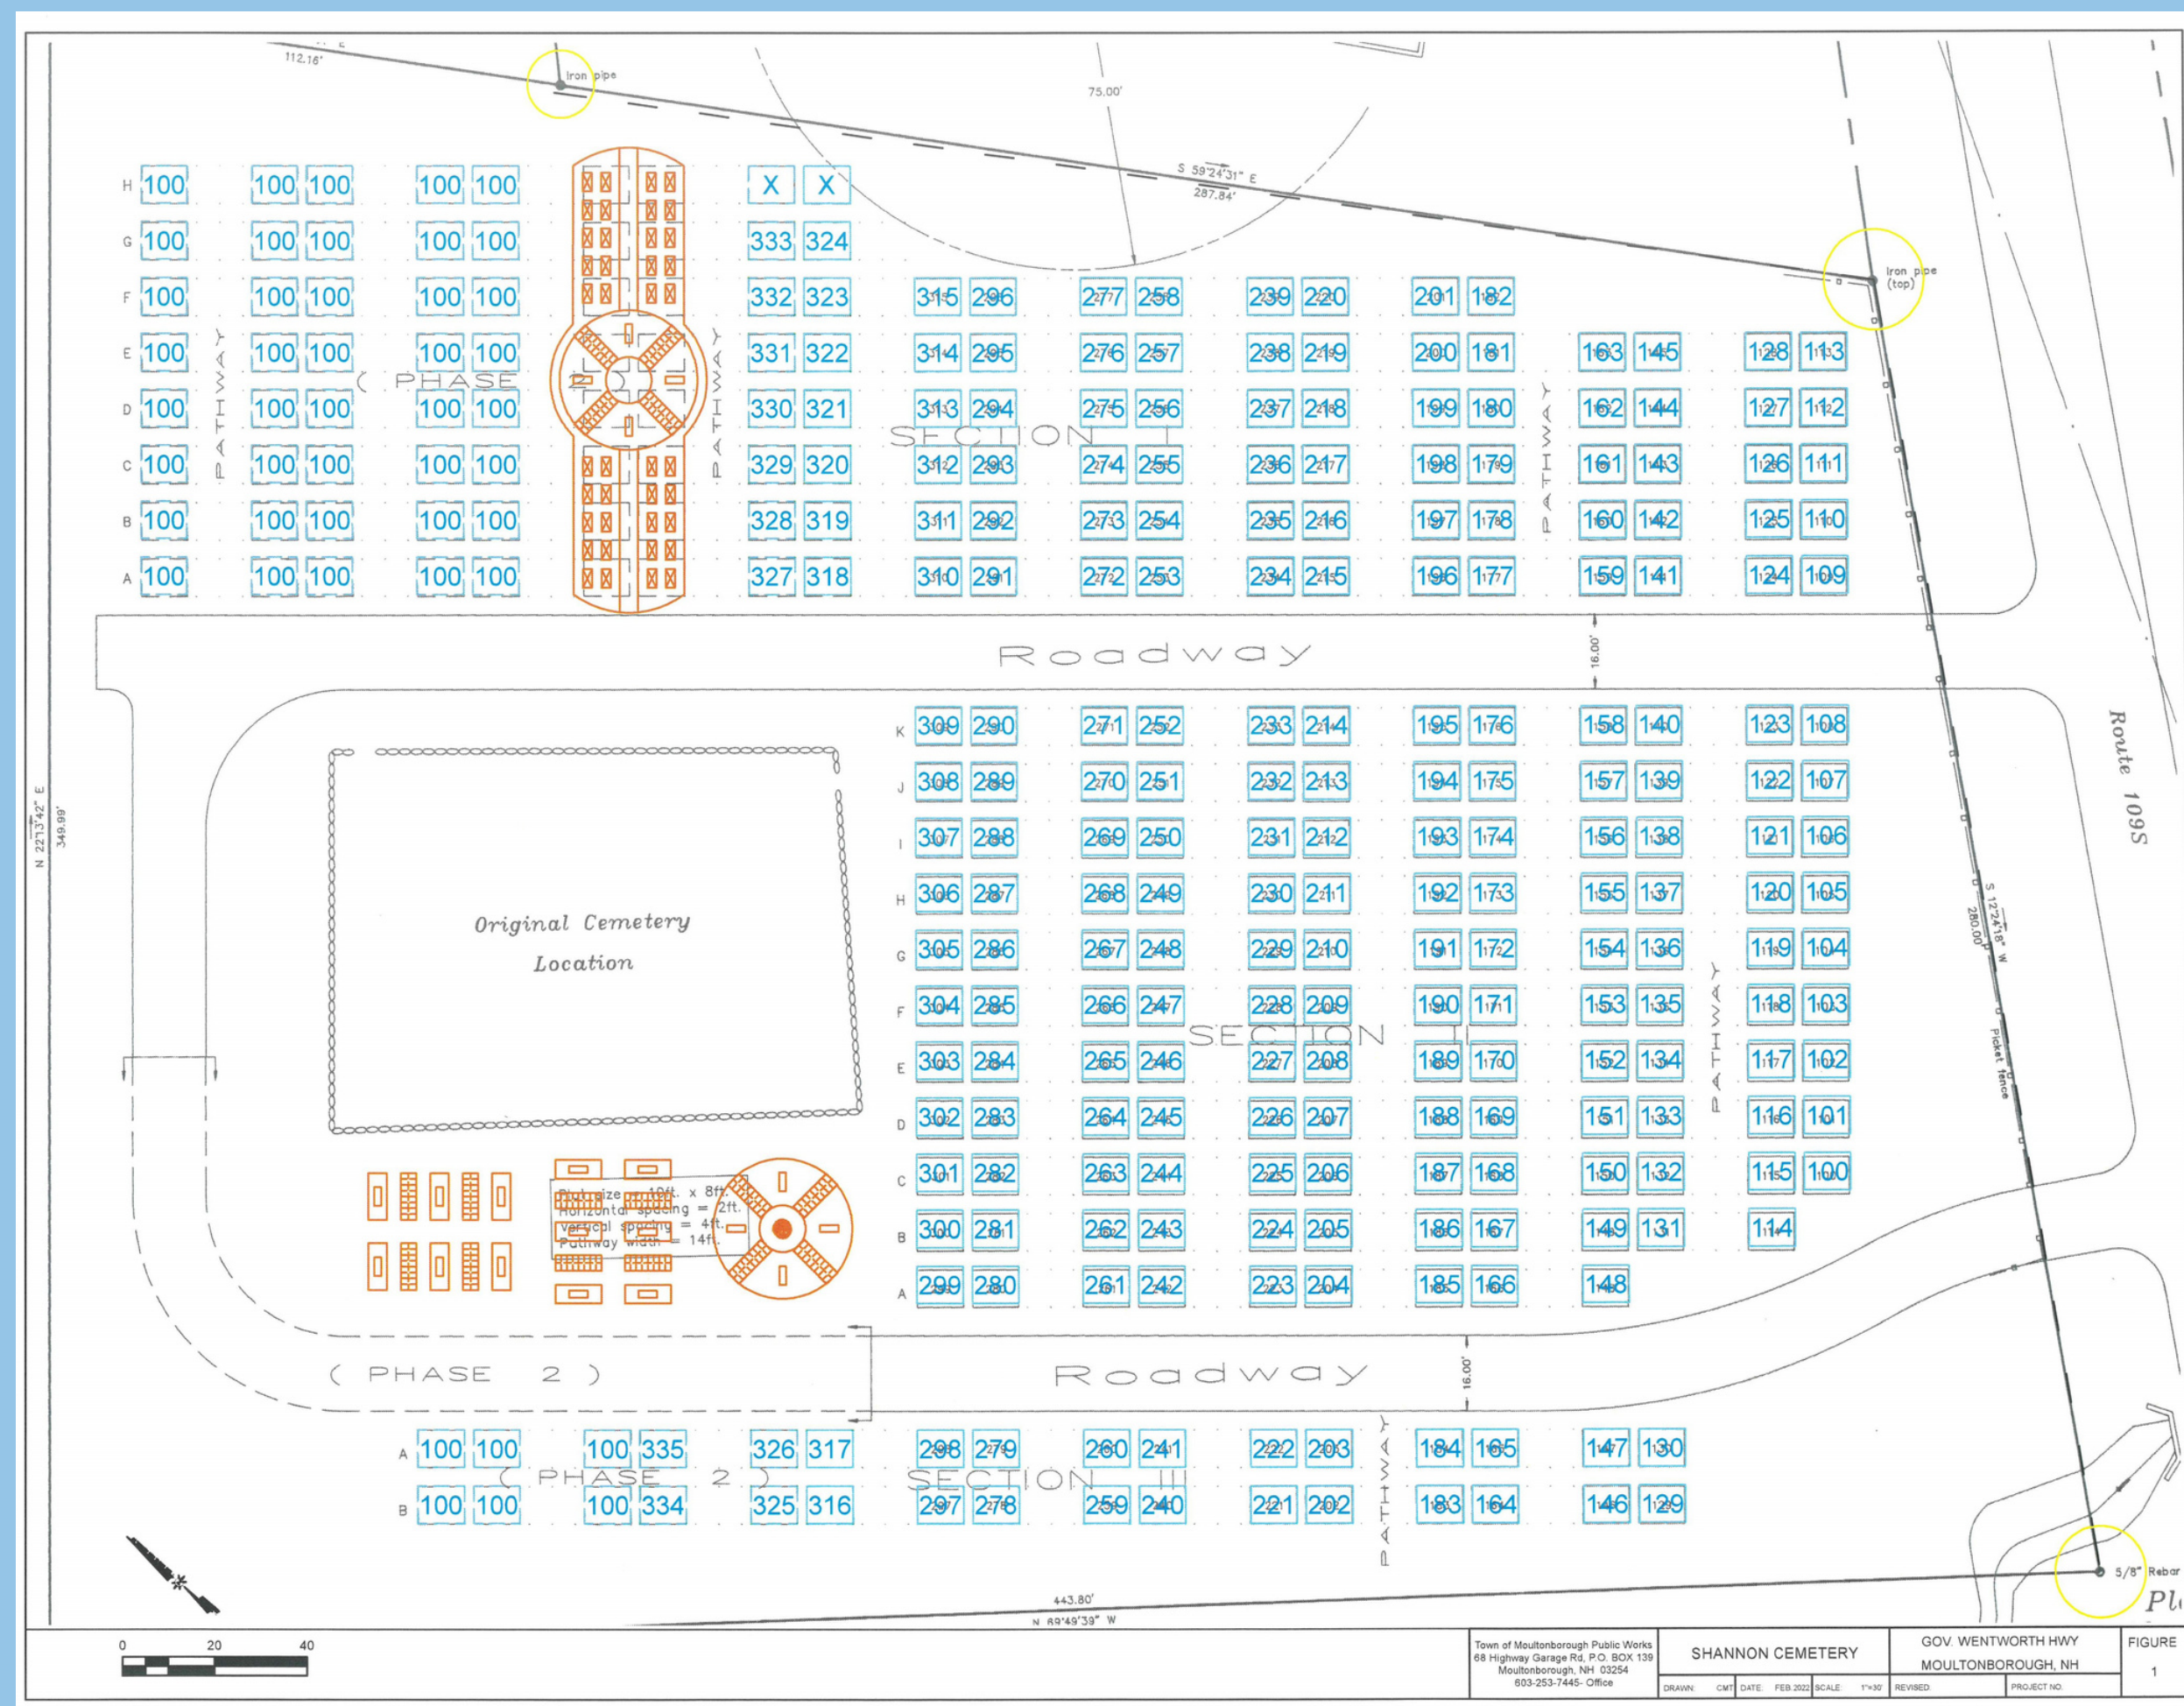 112.16'
Iron pipe
75.00'
S 59°24'31" E
287.84'
Iron pipe
(top)
H 100 100 100 100 100 X X
G 100 100 100 100 100 333 324
F 100 100 100 100 100 332 323 315 296 277 258 239 220 201 182
E 100 100 100 100 100 331 322 314 295 276 257 238 219 200 181 163 145 128 113
PATHWAY
( PHASE 2 )
PATHWAY
PATHWAY
D 100 100 100 100 100 330 321 313 294 275 256 237 218 199 180 162 144 127 112
SECTION I
C 100 100 100 100 100 329 320 312 293 274 255 236 217 198 179 161 143 126 111
B 100 100 100 100 100 328 319 311 292 273 254 235 216 197 178 160 142 125 110
A 100 100 100 100 100 327 318 310 291 272 253 234 215 196 177 159 141 124 109
Roadway
16.00'
K 309 290 271 252 233 214 195 176 158 140 123 108
J 308 289 270 251 232 213 194 175 157 139 122 107
Route 109S
N 22°13'42" E
349.99'
I 307 288 269 250 231 212 193 174 156 138 121 106
H 306 287 268 249 230 211 192 173 155 137 120 105
Original Cemetery
Location
S 12°24'18" W
280.00'
G 305 286 267 248 229 210 191 172 154 136 119 104
F 304 285 266 247 228 209 190 171 153 135 118 103
SECTION II
PATHWAY
Picket fence
E 303 284 265 246 227 208 189 170 152 134 117 102
D 302 283 264 245 226 207 188 169 151 133 116 101
C 301 282 263 244 225 206 187 168 150 132 115 100
Plot size = 10ft. x 8ft.
Horizontal spacing = 2ft.
Vertical spacing = 4ft.
Pathway width = 14ft.
B 300 281 262 243 224 205 186 167 149 131 114
A 299 280 261 242 223 204 185 166 148
( PHASE 2 )
Roadway
16.00'
A 100 100 100 335 326 317 298 279 260 241 222 203 184 165 147 130
( PHASE 2 )
SECTION III
PATHWAY
B 100 100 100 334 325 316 297 278 259 240 221 202 183 164 146 129
5/8" Rebar
443.80'
N 69°49'39" W
0 20 40
Town of Moultonborough Public Works
68 Highway Garage Rd, P.O. BOX 139
Moultonborough, NH 03254
603-253-7445- Office
SHANNON CEMETERY
DRAWN: CMT DATE: FEB 2022 SCALE: 1"=30'
GOV. WENTWORTH HWY
MOULTONBOROUGH, NH
REVISED: PROJECT NO.
FIGURE
1